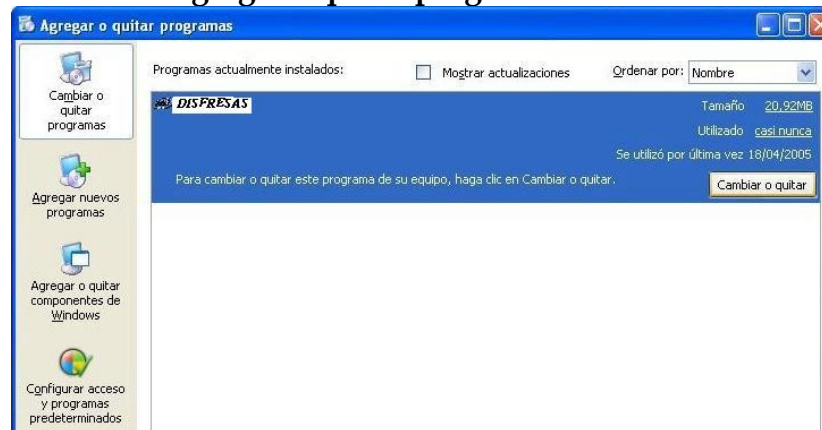 Agregar o quitar programas
Cambiar o
quitar
programas
Agregar nuevos
programas
Agregar o quitar
componentes de
Windows
Configurar acceso
y programas
predeterminados
Programas actualmente instalados:
Mostrar actualizaciones
Ordenar por: Nombre
DISFRESAS
Tamaño 20,92MB
Utilizado casi nunca
Se utilizó por última vez 18/04/2005
Para cambiar o quitar este programa de su equipo, haga clic en Cambiar o quitar.
Cambiar o quitar